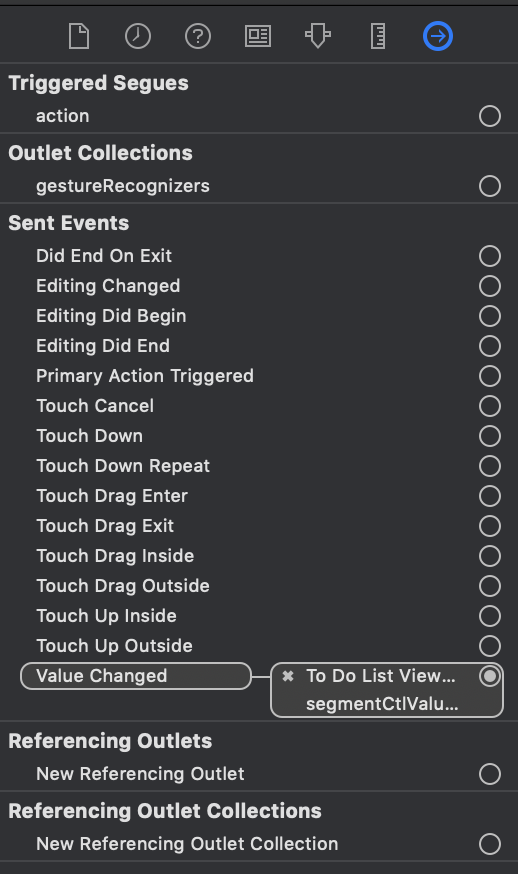 Triggered Segues
action
Outlet Collections
gestureRecognizers
Sent Events
Did End On Exit
Editing Changed
Editing Did Begin
Editing Did End
Primary Action Triggered
Touch Cancel
Touch Down
Touch Down Repeat
Touch Drag Enter
Touch Drag Exit
Touch Drag Inside
Touch Drag Outside
Touch Up Inside
Touch Up Outside
Value Changed To Do List View...
segmentCtlValu...
Referencing Outlets
New Referencing Outlet
Referencing Outlet Collections
New Referencing Outlet Collection